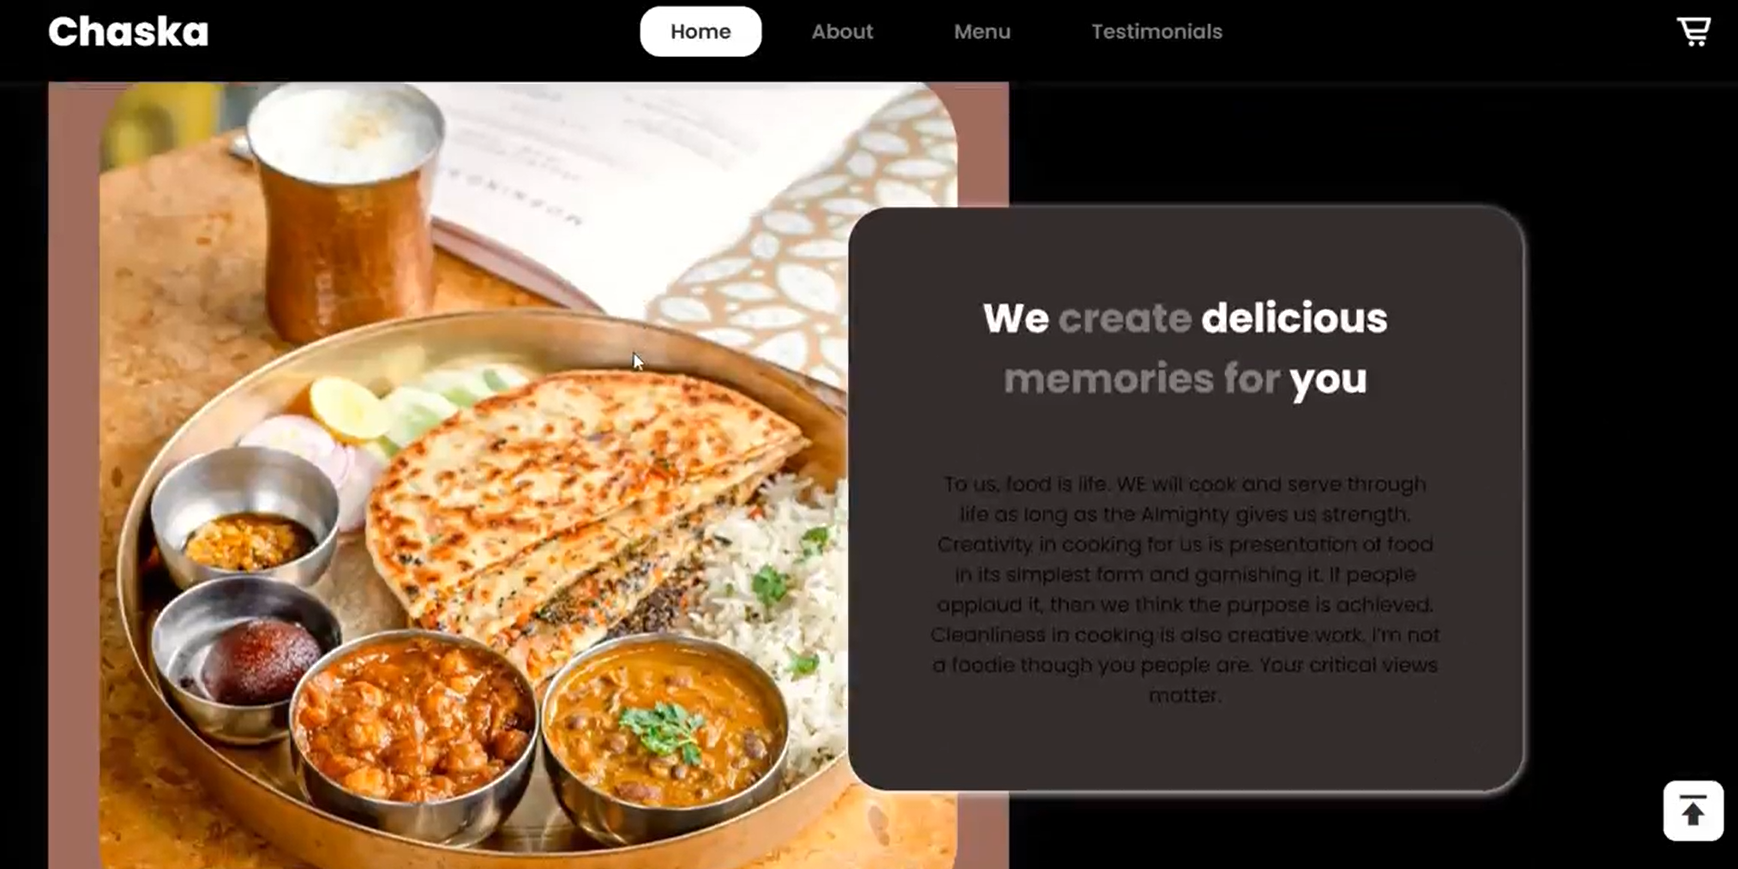 Chaska
Home
About
Menu
Testimonials
We create delicious
memories for you
To us, food is life. WE will cook and serve through
life as long as the Almighty gives us strength.
Creativity in cooking for us is presentation of food
in its simplest form and garnishing it. If people
applaud it, then we think the purpose is achieved.
Cleanliness in cooking is also creative work. I'm not
a foodie though you people are. Your critical views
matter.